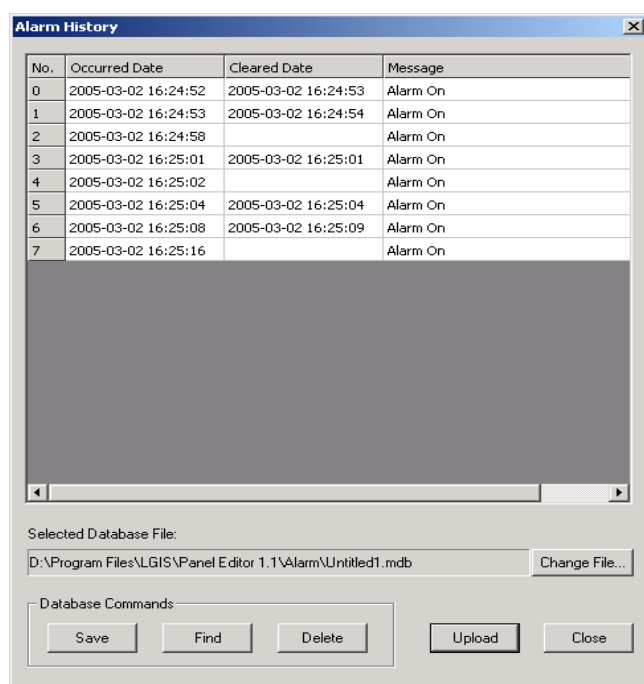 Alarm History
No. Occurred Date Cleared Date Message
0 2005-03-02 16:24:52 2005-03-02 16:24:53 Alarm On
1 2005-03-02 16:24:53 2005-03-02 16:24:54 Alarm On
2 2005-03-02 16:24:58 Alarm On
3 2005-03-02 16:25:01 2005-03-02 16:25:01 Alarm On
4 2005-03-02 16:25:02 Alarm On
5 2005-03-02 16:25:04 2005-03-02 16:25:04 Alarm On
6 2005-03-02 16:25:08 2005-03-02 16:25:09 Alarm On
7 2005-03-02 16:25:16 Alarm On
Selected Database File:
D:\Program Files\LGIS\Panel Editor 1.1\Alarm\Untitled1.mdb Change File...
Database Commands
Save Find Delete Upload Close